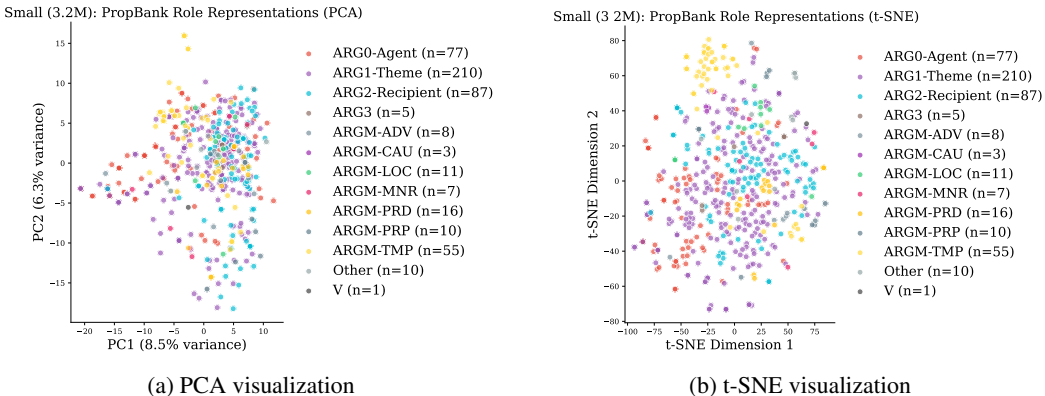 Small (3.2M): PropBank Role Representations (PCA)
15
10
5
0
−5
−10
−15
PC2 (6.3% variance)
−20
−15
−10
−5
0
5
10
PC1 (8.5% variance)
ARG0-Agent (n=77)
ARG1-Theme (n=210)
ARG2-Recipient (n=87)
ARG3 (n=5)
ARGM-ADV (n=8)
ARGM-CAU (n=3)
ARGM-LOC (n=11)
ARGM-MNR (n=7)
ARGM-PRD (n=16)
ARGM-PRP (n=10)
ARGM-TMP (n=55)
Other (n=10)
V (n=1)
(a) PCA visualization
Small (3 2M): PropBank Role Representations (t-SNE)
80
60
40
20
0
−20
−40
−60
−80
t-SNE Dimension 2
−100
−75
−50
−25
0
25
50
75
t-SNE Dimension 1
ARG0-Agent (n=77)
ARG1-Theme (n=210)
ARG2-Recipient (n=87)
ARG3 (n=5)
ARGM-ADV (n=8)
ARGM-CAU (n=3)
ARGM-LOC (n=11)
ARGM-MNR (n=7)
ARGM-PRD (n=16)
ARGM-PRP (n=10)
ARGM-TMP (n=55)
Other (n=10)
V (n=1)
(b) t-SNE visualization